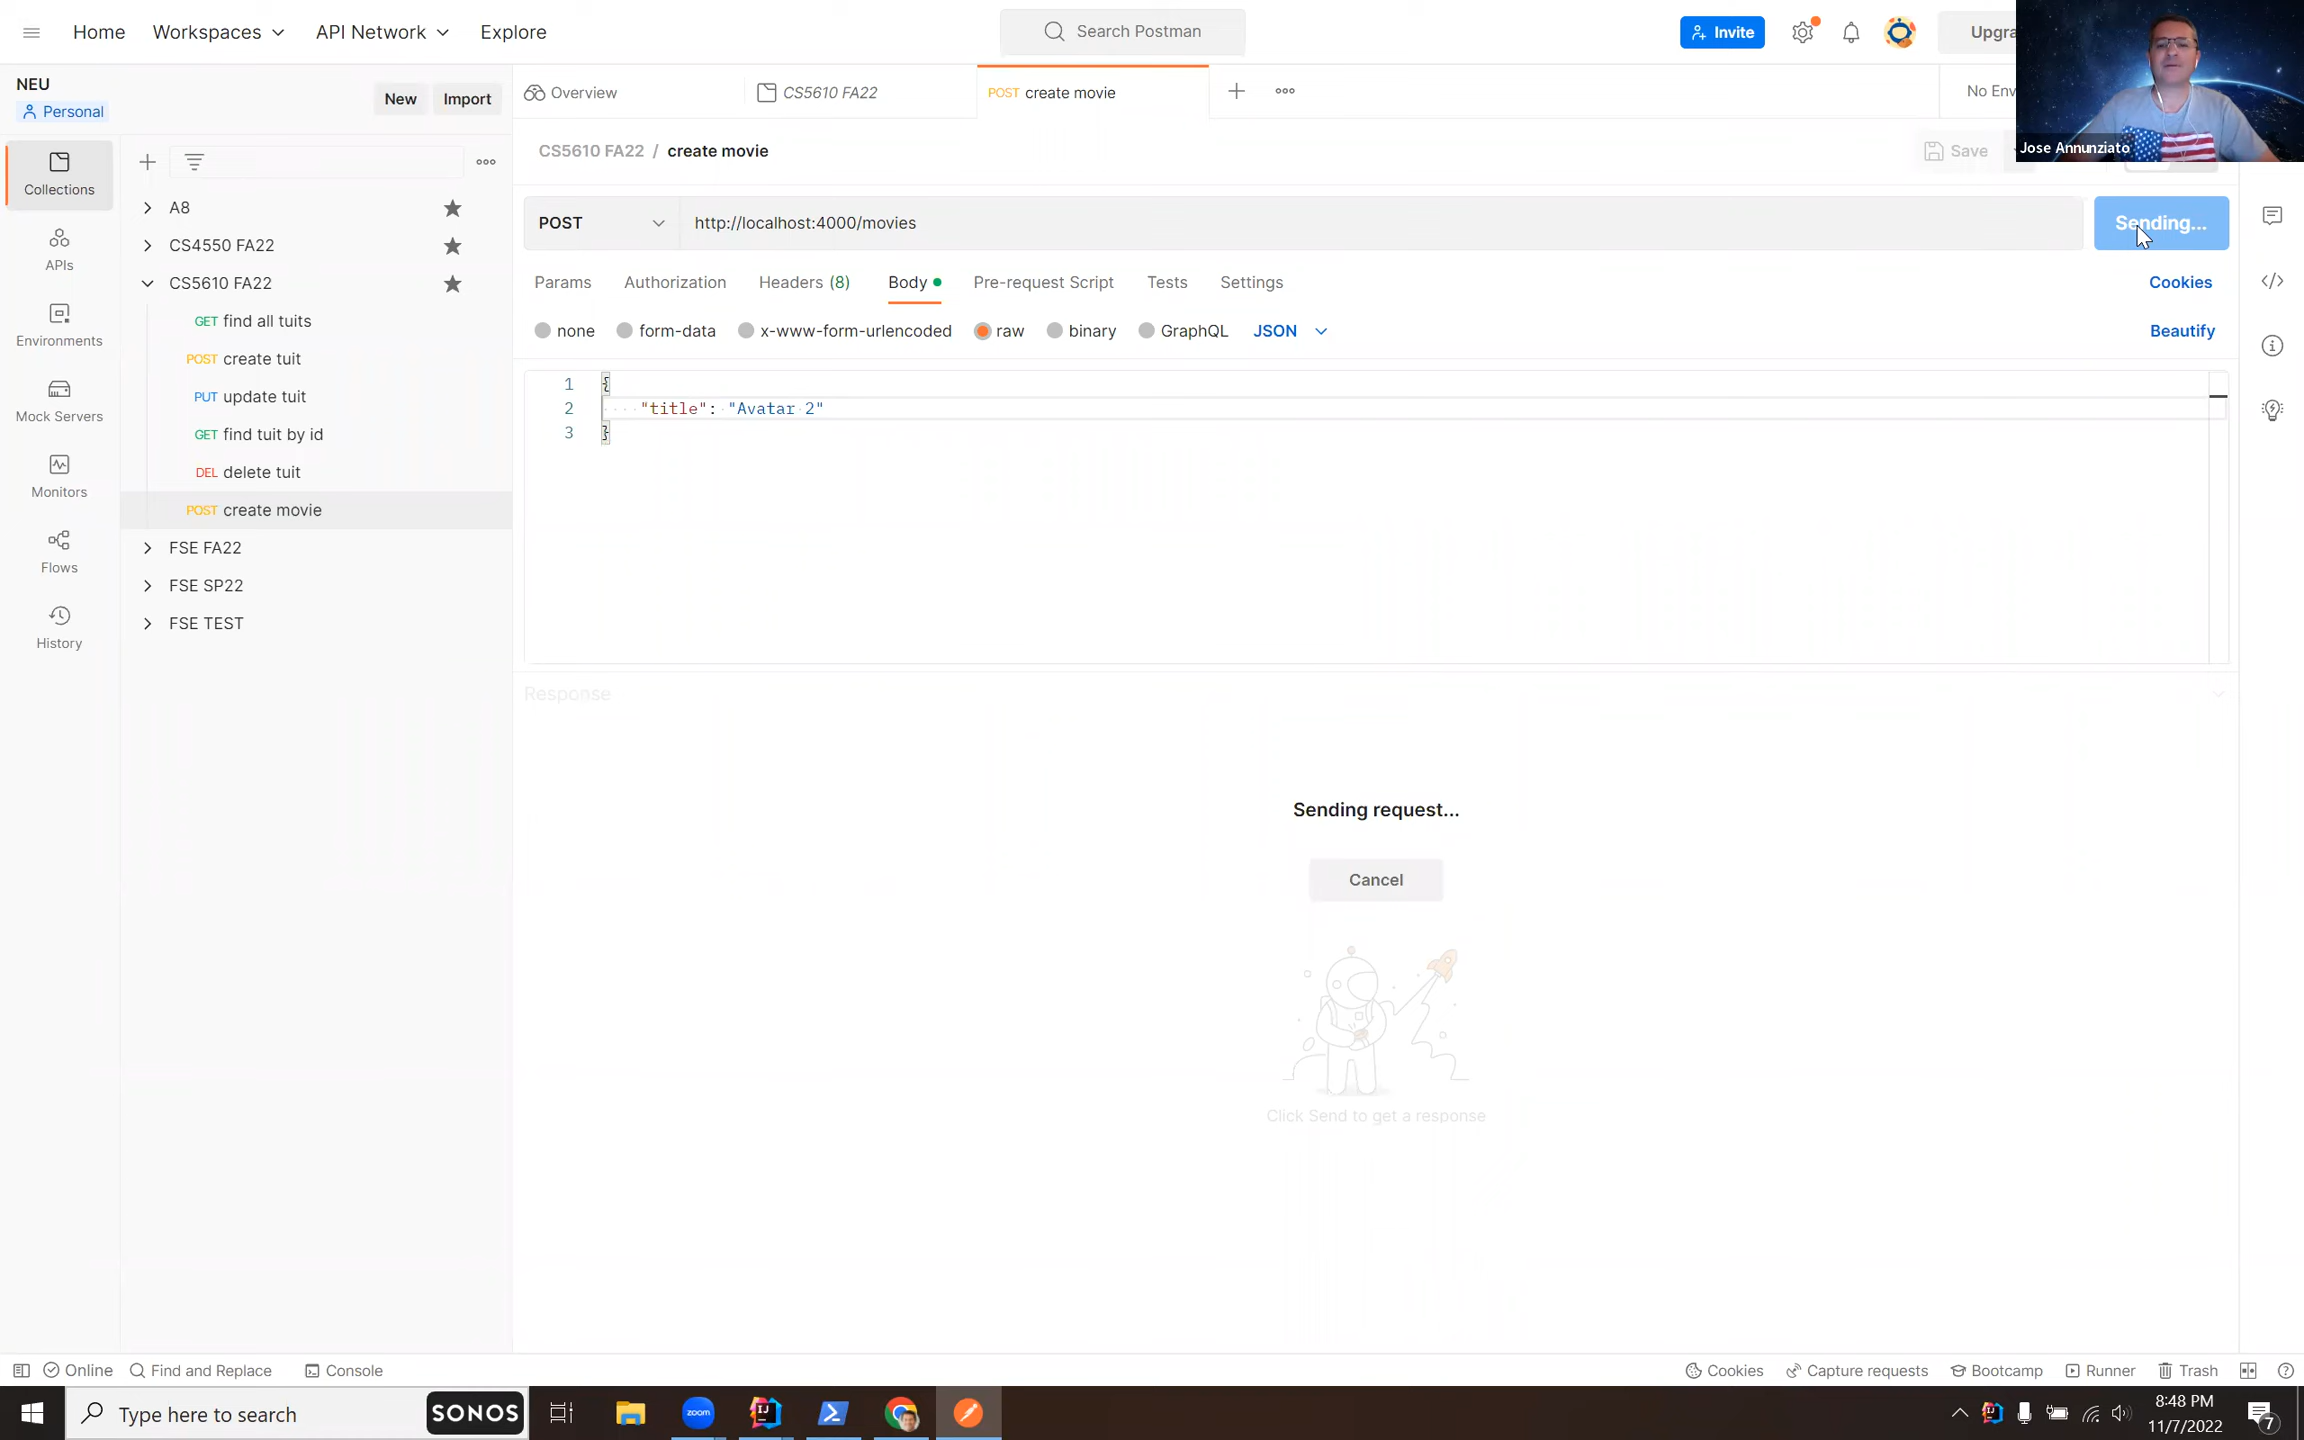 Home Workspaces API Network Explore
Search Postman
Invite
Upgra
NEU
Personal
New Import
Overview
CS5610 FA22
POST create movie
No Env
Jose Annunziato
Collections
APIs
Environments
Mock Servers
Monitors
Flows
History
A8
CS4550 FA22
CS5610 FA22
GET find all tuits
POST create tuit
PUT update tuit
GET find tuit by id
DEL delete tuit
POST create movie
FSE FA22
FSE SP22
FSE TEST
CS5610 FA22 / create movie
Save
POST http://localhost:4000/movies
Sending...
Params Authorization Headers (8) Body Pre-request Script Tests Settings
Cookies
none form-data x-www-form-urlencoded raw binary GraphQL JSON
Beautify
1 {
2 "title": "Avatar 2"
3 }
Response
Sending request...
Cancel
Click Send to get a response
Online Find and Replace Console
Cookies Capture requests Bootcamp Runner Trash
Type here to search
SONOS
zoom
IJ
8:48 PM
11/7/2022
7